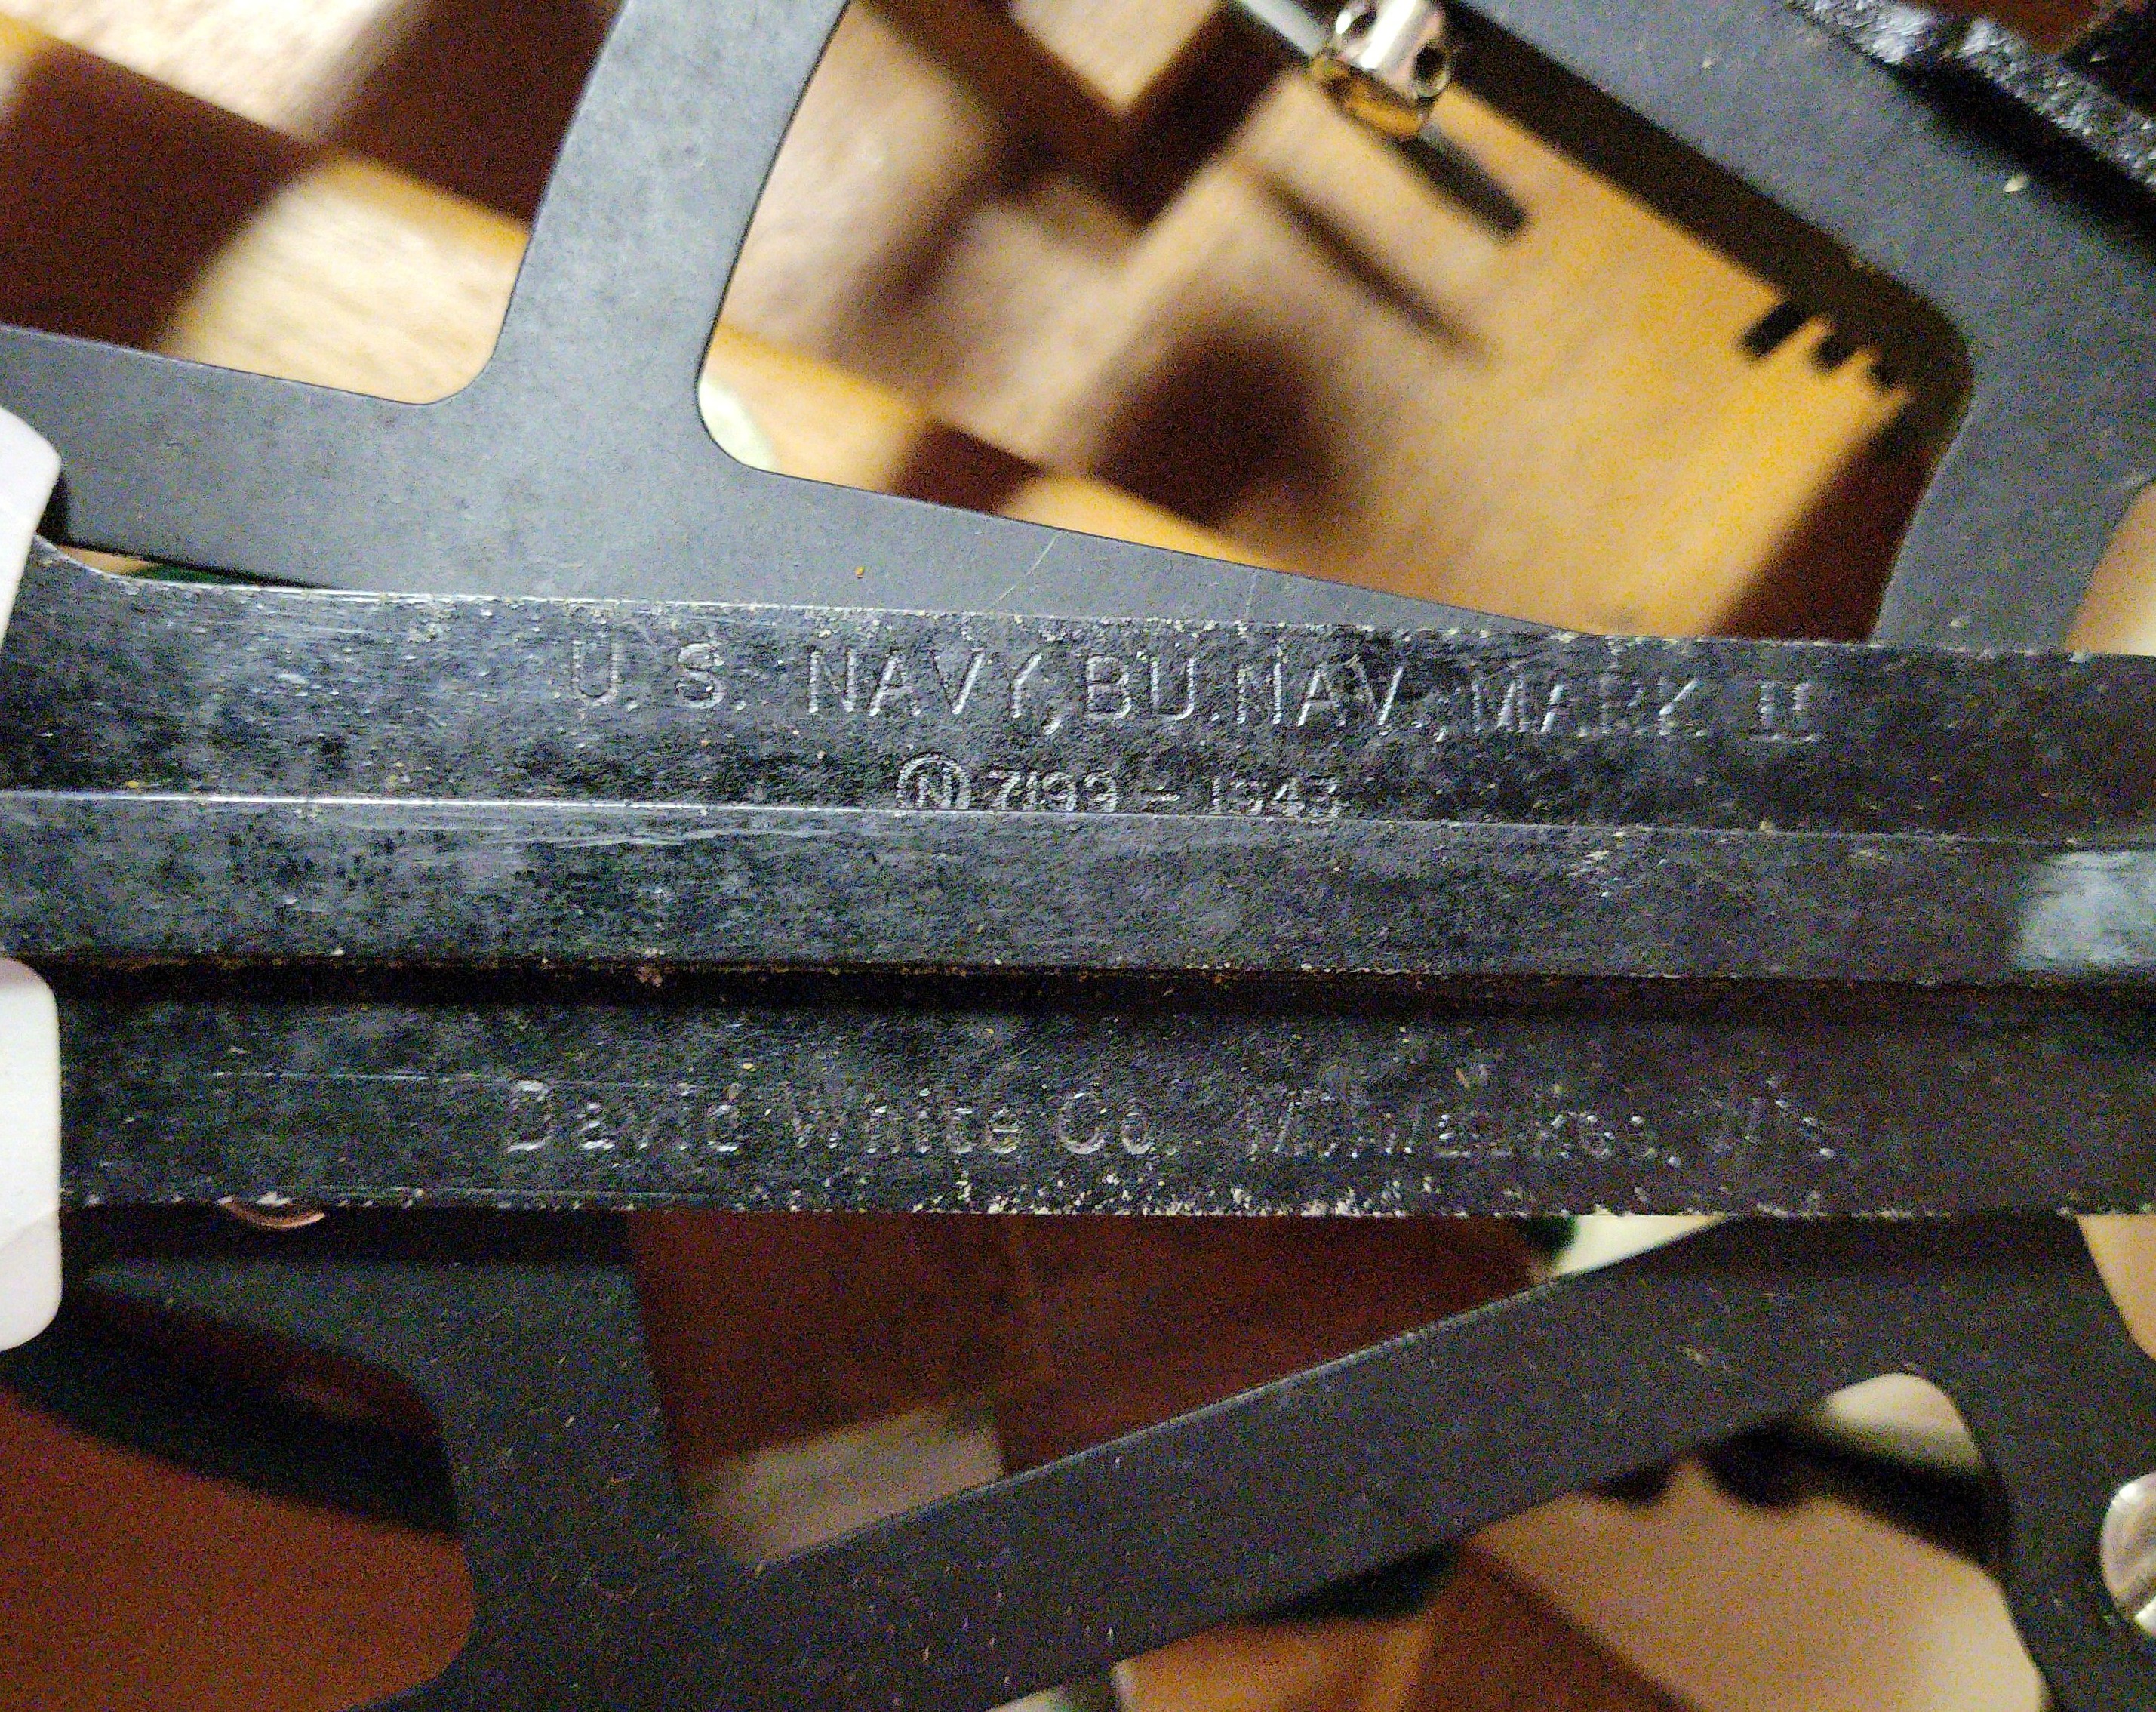 U. S. NAVY, BU. NAV., MARK II
Ⓝ 7199 – 1943
David White Co. Milwaukee, Wis.